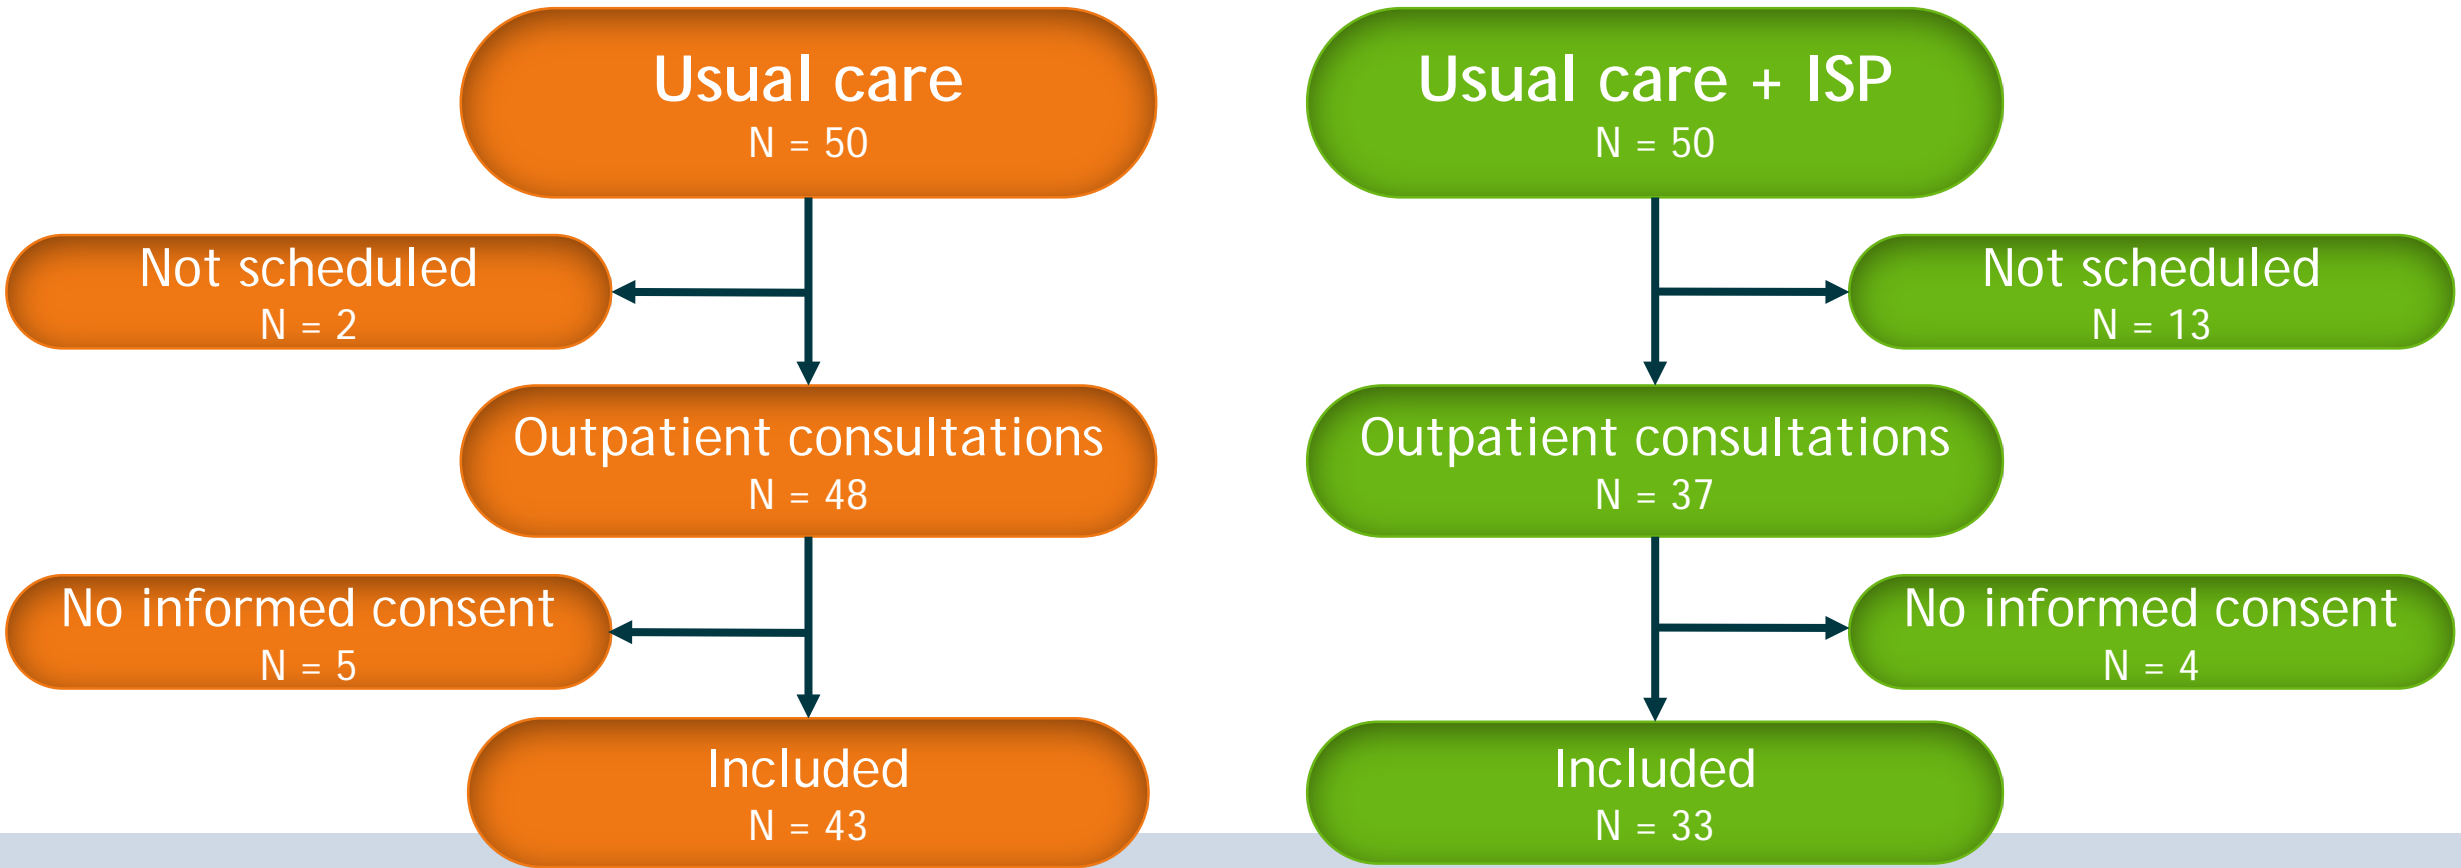 Usual care
N = 50
Not scheduled
N = 2
Outpatient consultations
N = 48
No informed consent
N = 5
Included
N = 43
Usual care + ISP
N = 50
Not scheduled
N = 13
Outpatient consultations
N = 37
No informed consent
N = 4
Included
N = 33